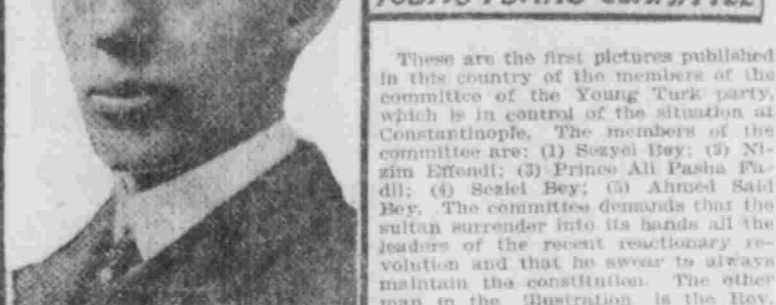 YOUNG TURKS COMMITTEE
These are the first pictures published
in this country of the members of the
committee of the Young Turk party,
which is in control of the situation at
Constantinople. The members of the
committee are: (1) Sezyel Bey; (2) Ni-
zim Effendi; (3) Prince Ali Pasha Fa-
dil; (4) Seziel Bey; (5) Ahmed Said
Bey. The committee demands that the
sultan surrender into its hands all the
leaders of the recent reactionary re-
volution and that he swear to always
maintain the constitution. The other
man in the illustration is the Rev.